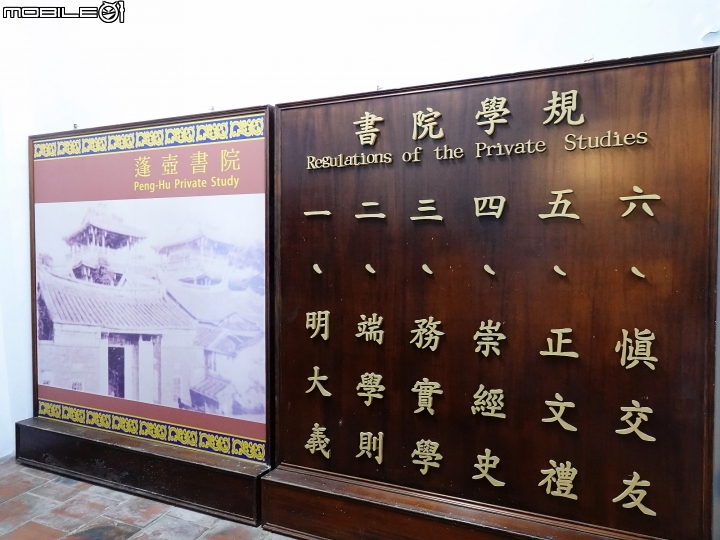 MOBILE01
蓬壺書院
Peng-Hu Private Study
書院學規
Regulations of the Private Studies
一、明大義
二、端學則
三、務實學
四、崇經史
五、正文禮
六、慎交友